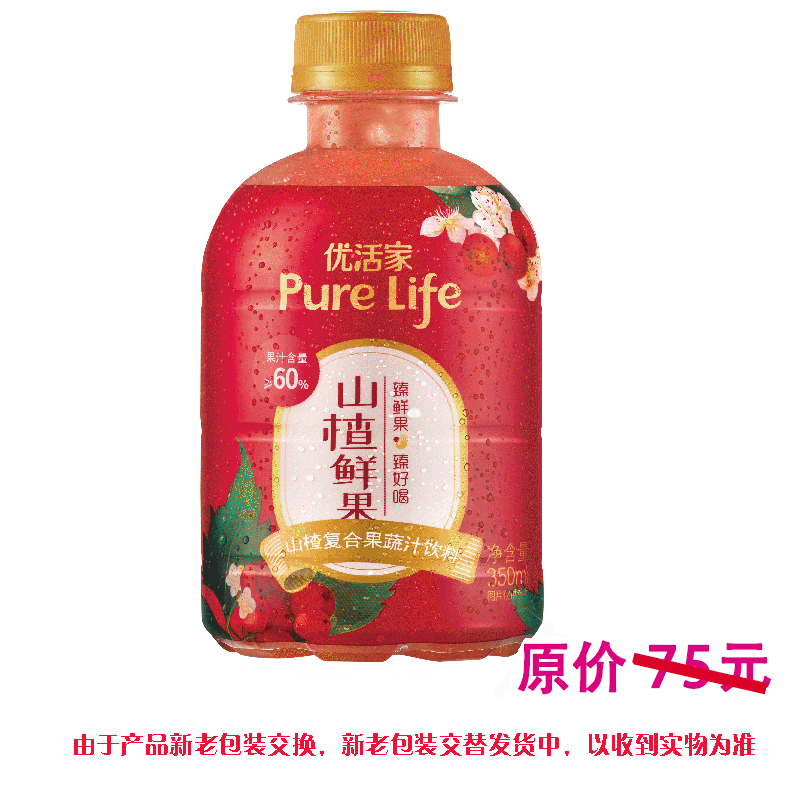 优活家
Pure Life
果汁含量
≥60%
山楂鲜果
臻鲜果·臻好喝
山楂复合果蔬汁饮料
净含量
350m
原价 75元
由于产品新老包装交换，新老包装交替发货中，以收到实物为准